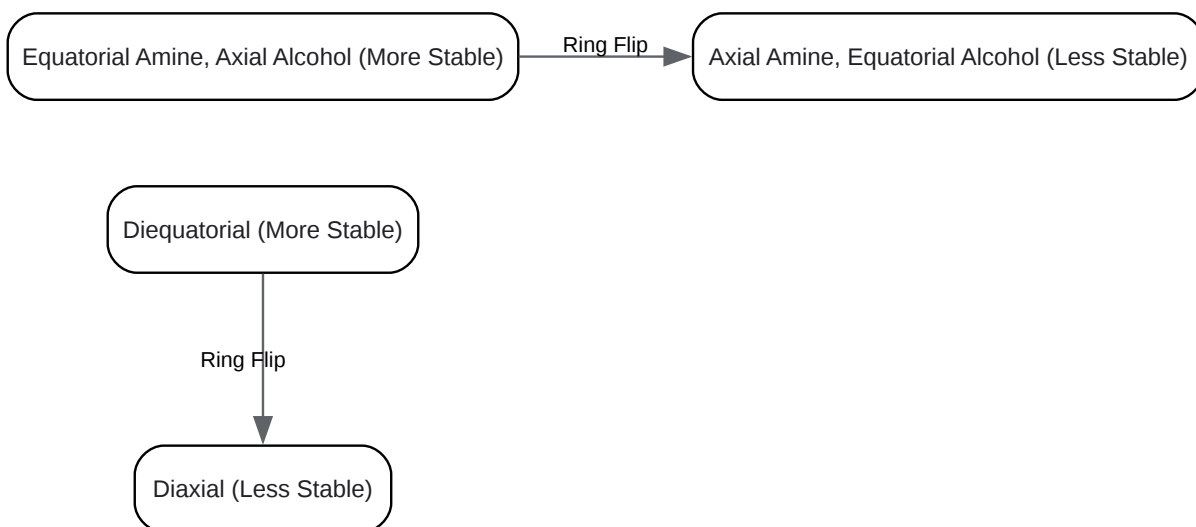 Equatorial Amine, Axial Alcohol (More Stable)
Ring Flip
Axial Amine, Equatorial Alcohol (Less Stable)
Diequatorial (More Stable)
Ring Flip
Diaxial (Less Stable)